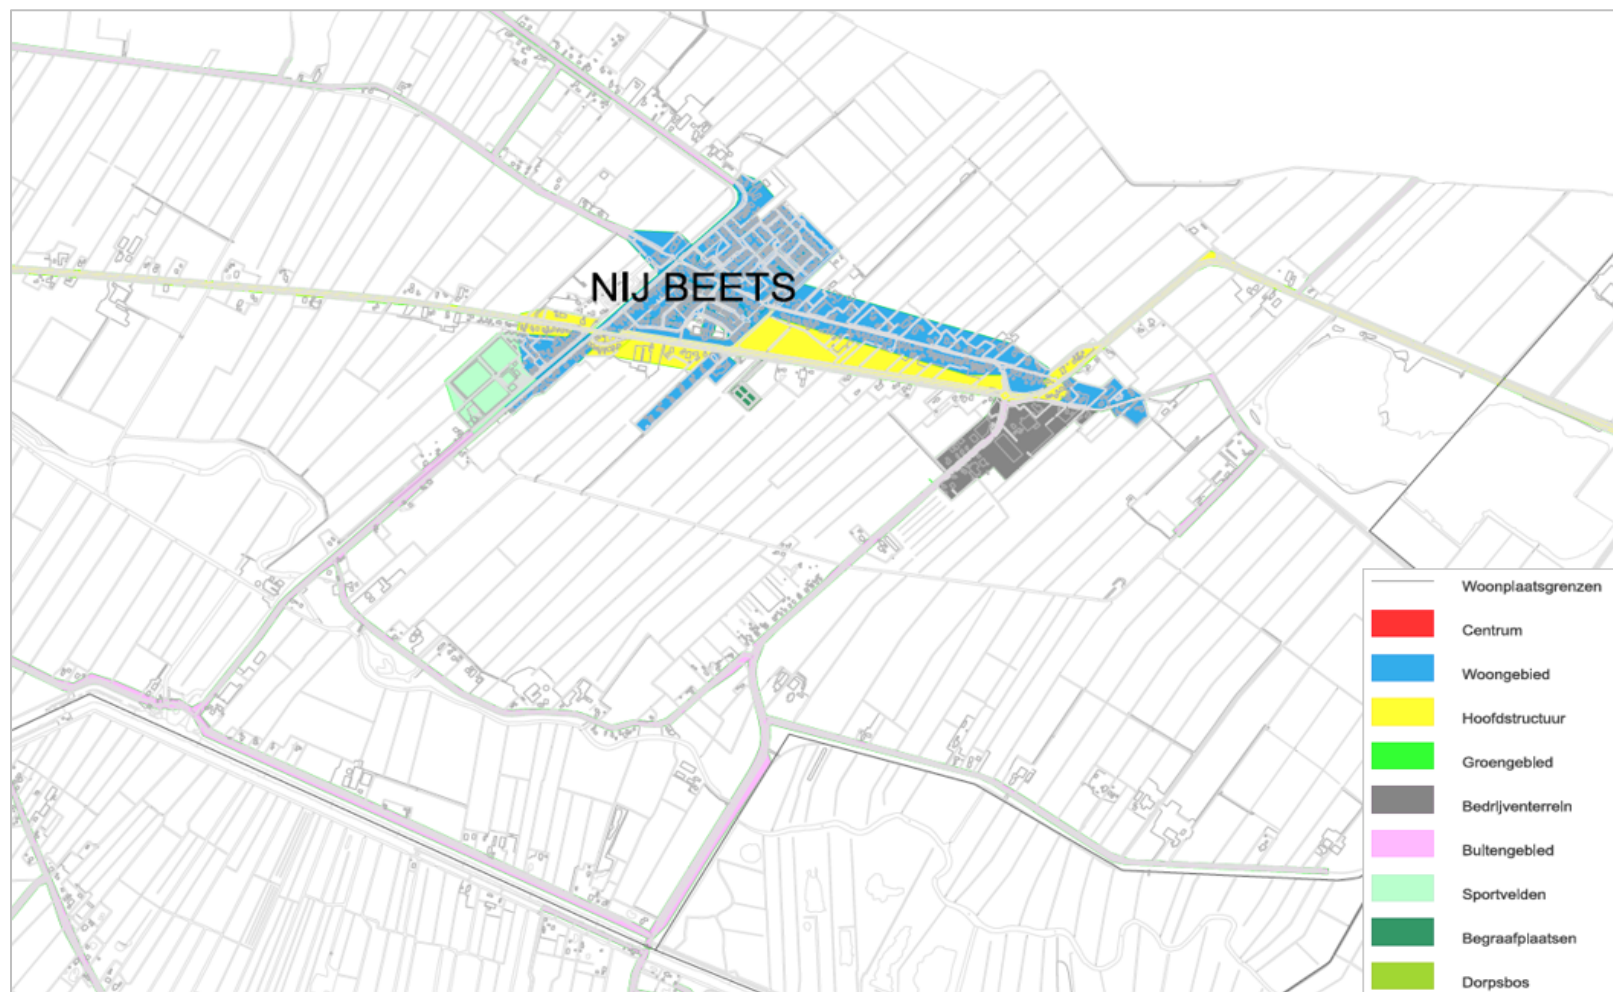 NIJ BEETS
Woonplaatsgrenzen
Centrum
Woongebied
Hoofdstructuur
Groengebied
Bedrijventerrein
Buitengebied
Sportvelden
Begraafplaatsen
Dorpsbos